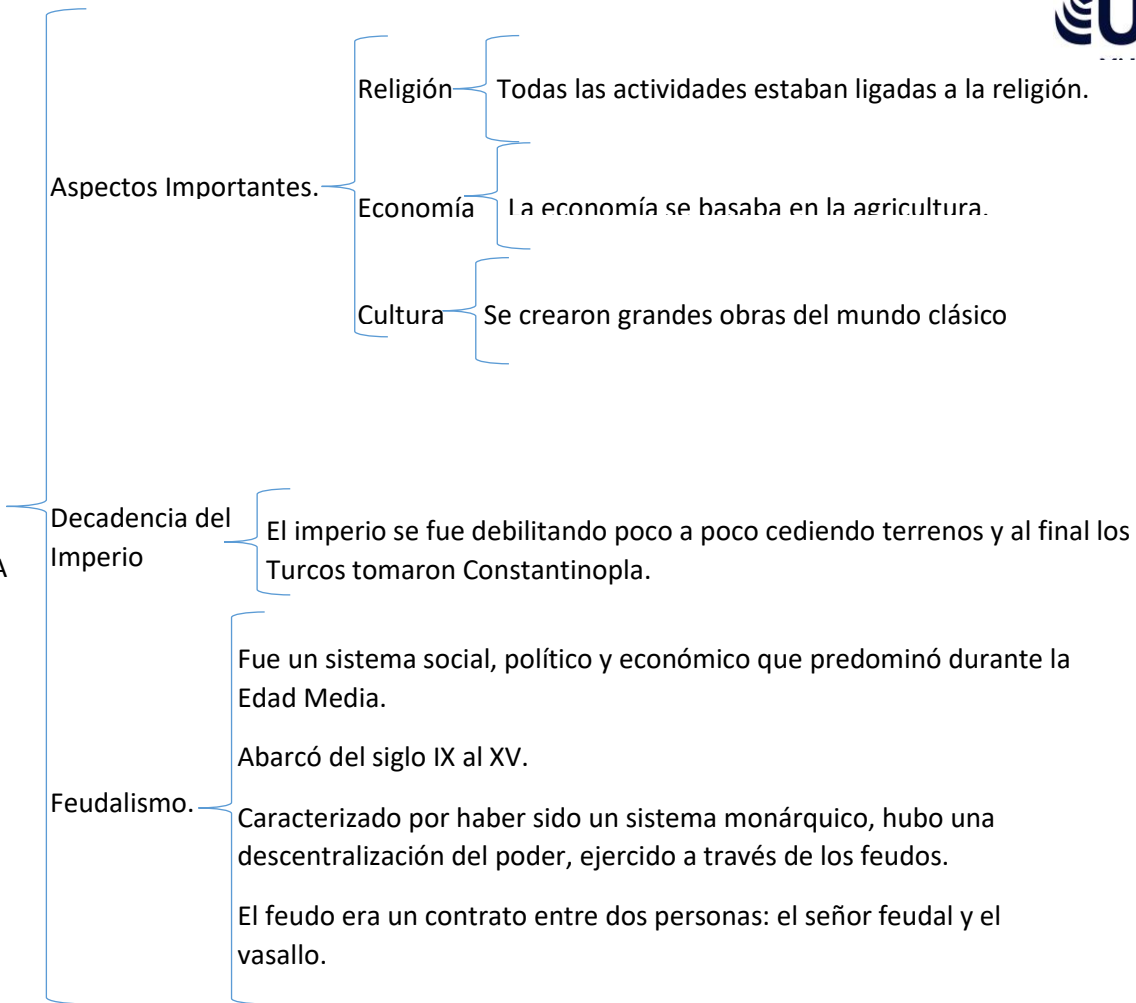 Religión
Todas las actividades estaban ligadas a la religión.
Aspectos Importantes.
Economía
La economía se basaba en la agricultura.
Cultura
Se crearon grandes obras del mundo clásico
Decadencia del
Imperio
El imperio se fue debilitando poco a poco cediendo terrenos y al final los
Turcos tomaron Constantinopla.
A
Fue un sistema social, político y económico que predominó durante la
Edad Media.
Abarcó del siglo IX al XV.
Feudalismo.
Caracterizado por haber sido un sistema monárquico, hubo una
descentralización del poder, ejercido a través de los feudos.
El feudo era un contrato entre dos personas: el señor feudal y el
vasallo.